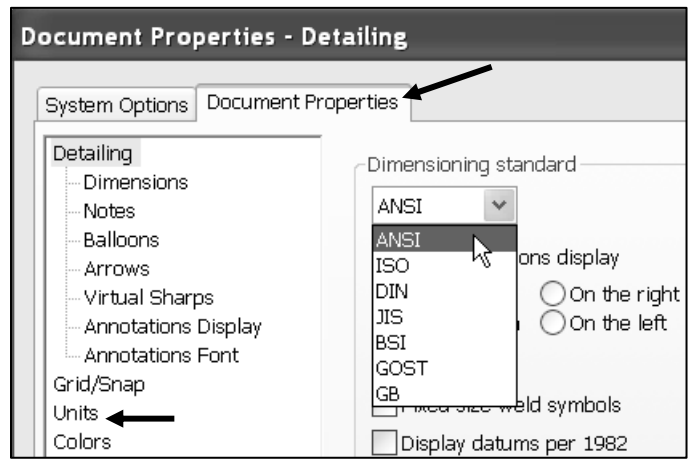 Document Properties - Detailing
System Options
Document Properties
Detailing
Dimensions
Notes
Balloons
Arrows
Virtual Sharps
Annotations Display
Annotations Font
Grid/Snap
Units
Colors
Dimensioning standard
ANSI
ANSI
ISO
DIN
JIS
BSI
GOST
GB
ons display
On the right
On the left
weld symbols
Display datums per 1982